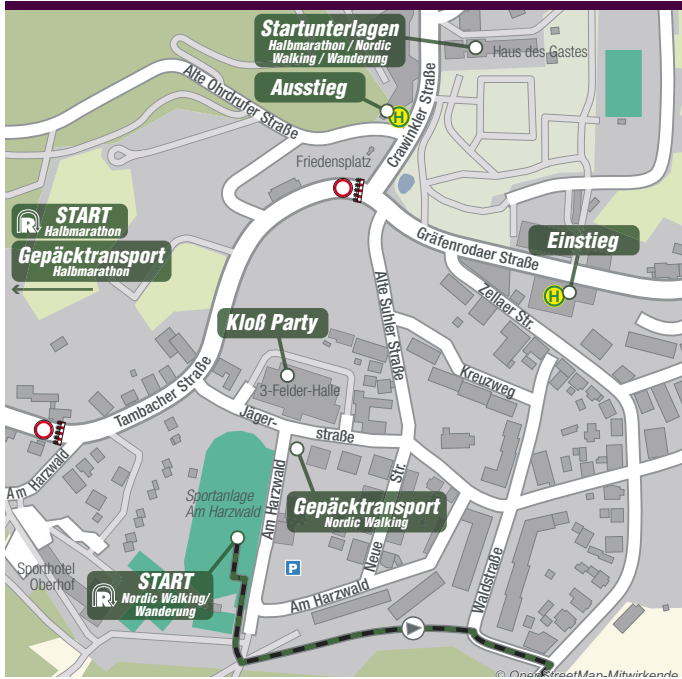 Startunterlagen
Halbmarathon / Nordic
Walking / Wanderung
Haus des Gastes
Ausstieg
H
Alte Ohrdrufer Straße
Crawinkler Straße
Friedensplatz
R START
Halbmarathon
Gepäcktransport
Halbmarathon
Gräfenrodaer Straße
Einstieg
H
Zellaer Str.
Alte Suhler Straße
Kloß Party
Kreuzweg
3-Felder-Halle
Tambacher Straße
Jäger-
straße
Am Harzwald
Am Harzwald
Sportanlage
Am Harzwald
Gepäcktransport
Nordic Walking
Neue Str.
P
Sporthotel
Oberhof
R START
Nordic Walking/
Wanderung
Am Harzwald
Waldstraße
© OpenStreetMap-Mitwirkende